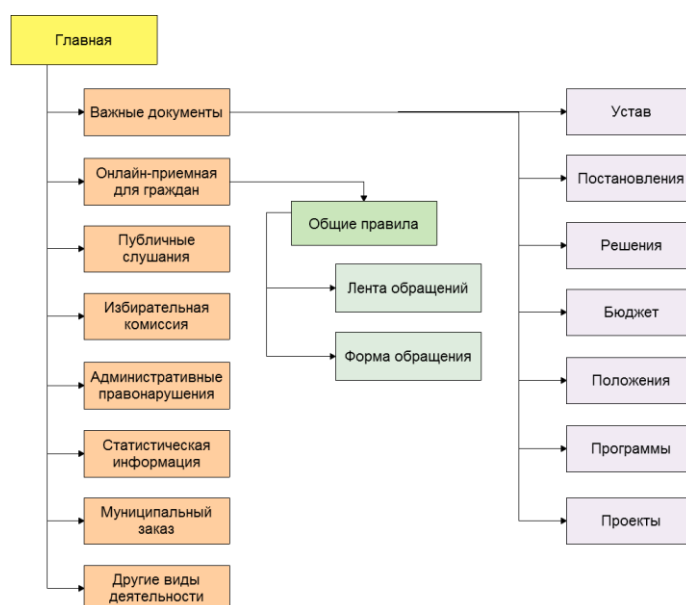 Главная
Важные документы
Онлайн-приемная
для граждан
Публичные
слушания
Избирательная
комиссия
Административные
правонарушения
Статистическая
информация
Муниципальный
заказ
Другие виды
деятельности
Общие правила
Лента обращений
Форма обращения
Устав
Постановления
Решения
Бюджет
Положения
Программы
Проекты